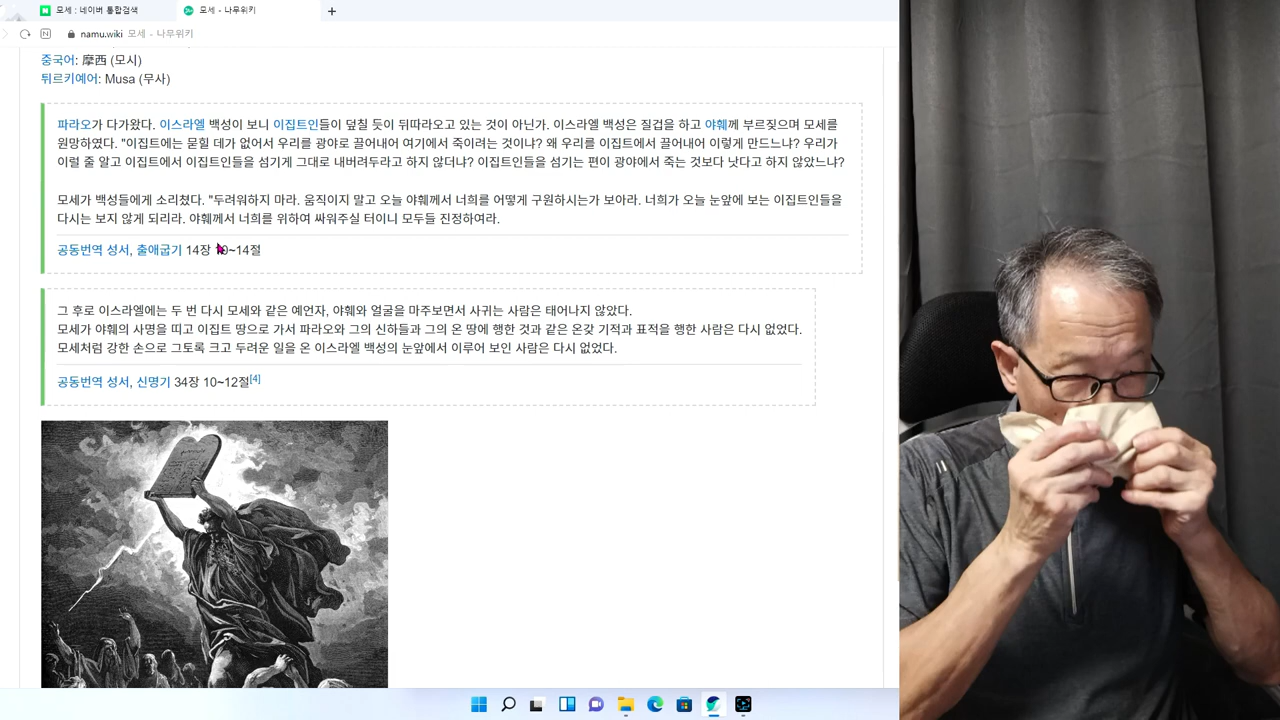 모세 : 네이버 통합검색
모세 - 나무위키
namu.wiki 모세 - 나무위키
중국어: 摩西 (모시)
튀르키예어: Musa (무사)
파라오가 다가왔다. 이스라엘 백성이 보니 이집트인들이 덮칠 듯이 뒤따라오고 있는 것이 아닌가. 이스라엘 백성은 질겁을 하고 야훼께 부르짖으며 모세를
원망하였다. "이집트에는 묻힐 데가 없어서 우리를 광야로 끌어내어 여기에서 죽이려는 것이냐? 왜 우리를 이집트에서 끌어내어 이렇게 만드느냐? 우리가
이럴 줄 알고 이집트에서 이집트인들을 섬기게 그대로 내버려두라고 하지 않더냐? 이집트인들을 섬기는 편이 광야에서 죽는 것보다 낫다고 하지 않았느냐?
모세가 백성들에게 소리쳤다. "두려워하지 마라. 움직이지 말고 오늘 야훼께서 너희를 어떻게 구원하시는가 보아라. 너희가 오늘 눈앞에 보는 이집트인들을
다시는 보지 않게 되리라. 야훼께서 너희를 위하여 싸워주실 터이니 모두들 진정하여라.
공동번역 성서, 출애굽기 14장 10~14절
그 후로 이스라엘에는 두 번 다시 모세와 같은 예언자, 야훼와 얼굴을 마주보면서 사귀는 사람은 태어나지 않았다.
모세가 야훼의 사명을 띠고 이집트 땅으로 가서 파라오와 그의 신하들과 그의 온 땅에 행한 것과 같은 온갖 기적과 표적을 행한 사람은 다시 없었다.
모세처럼 강한 손으로 그토록 크고 두려운 일을 온 이스라엘 백성의 눈앞에서 이루어 보인 사람은 다시 없었다.
공동번역 성서, 신명기 34장 10~12절[4]